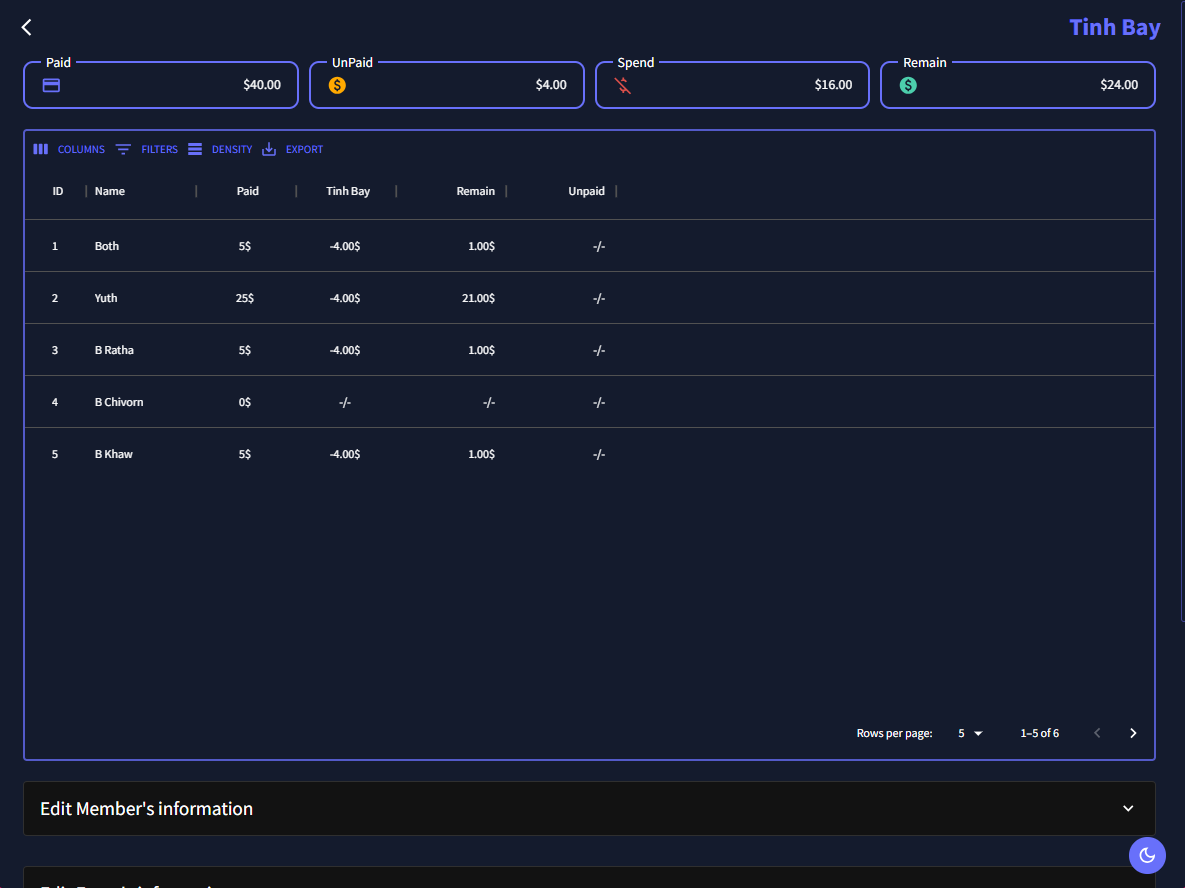 Tinh Bay
Paid UnPaid Spend Remain
$40.00 $4.00 $16.00 $24.00
COLUMNS FILTERS DENSITY EXPORT
ID Name Paid Tinh Bay Remain Unpaid
1 Both 5$ -4.00$ 1.00$ -/-
2 Yuth 25$ -4.00$ 21.00$ -/-
3 B Ratha 5$ -4.00$ 1.00$ -/-
4 B Chivorn 0$ -/- -/- -/-
5 B Khaw 5$ -4.00$ 1.00$ -/-
Rows per page: 5 1–5 of 6
Edit Member's information